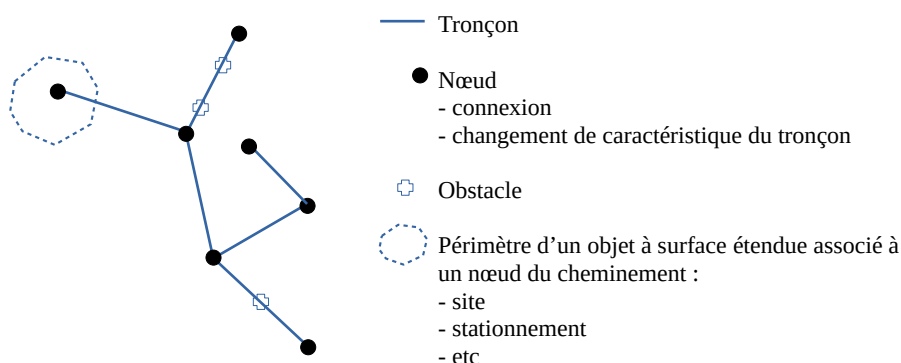 Tronçon
Nœud
- connexion
- changement de caractéristique du tronçon
Obstacle
Périmètre d’un objet à surface étendue associé à
un nœud du cheminement :
- site
- stationnement
- etc